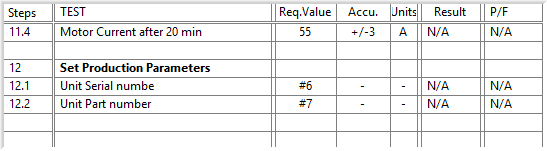 Steps TEST Req.Value Accu. Units Result P/F
11.4 Motor Current after 20 min 55 +/-3 A N/A N/A
12 Set Production Parameters
12.1 Unit Serial numbe #6 - - N/A N/A
12.2 Unit Part number #7 - - N/A N/A